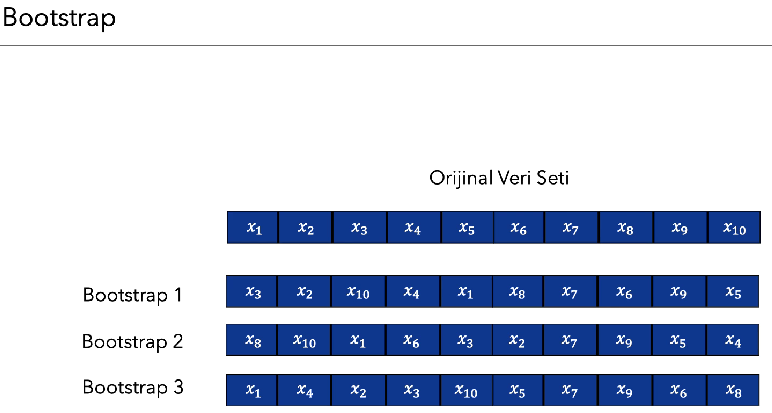 Bootstrap
Orijinal Veri Seti
x₁ x₂ x₃ x₄ x₅ x₆ x₇ x₈ x₉ x₁₀
Bootstrap 1 x₃ x₂ x₁₀ x₄ x₁ x₈ x₇ x₆ x₉ x₅
Bootstrap 2 x₈ x₁₀ x₁ x₆ x₃ x₂ x₇ x₉ x₅ x₄
Bootstrap 3 x₁ x₄ x₂ x₃ x₁₀ x₅ x₇ x₉ x₆ x₈